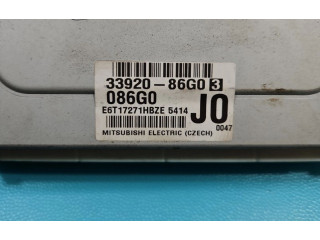 33920-86G0 3
086G0
E6T17271HBZE 5414
J0
0047
MITSUBISHI ELECTRIC (CZECH)